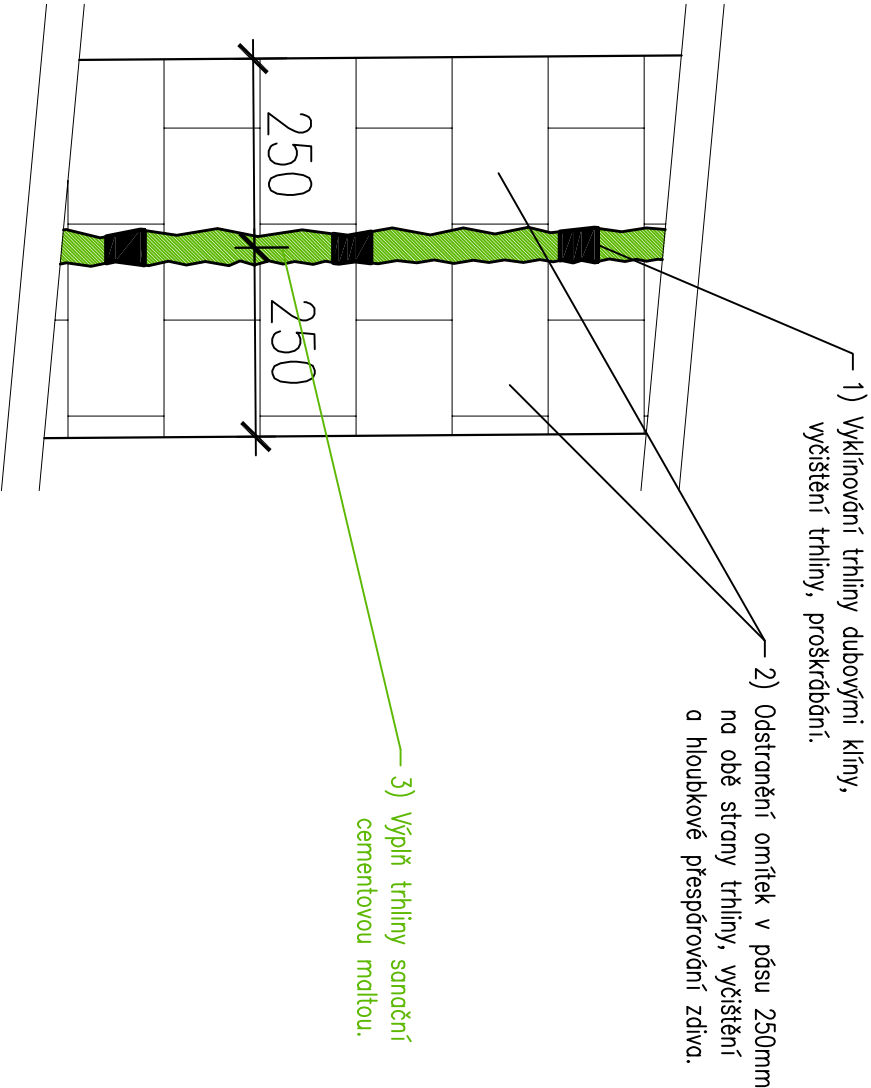 1) Vyklínování trhliny dubovými klíny,
vyčištění trhliny, proškrábání.
2) Odstranění omítek v pásu 250mm
na obě strany trhliny, vyčištění
a hloubkové přespárování zdiva.
3) Výplň trhliny sanační
cementovou maltou.
250
250